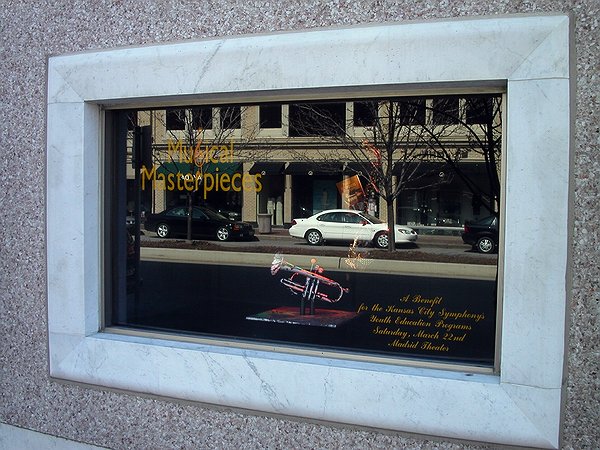 Musical
Masterpieces
A Benefit
for the Kansas City Symphony's
Youth Education Programs
Saturday, March 22nd
Madrid Theater